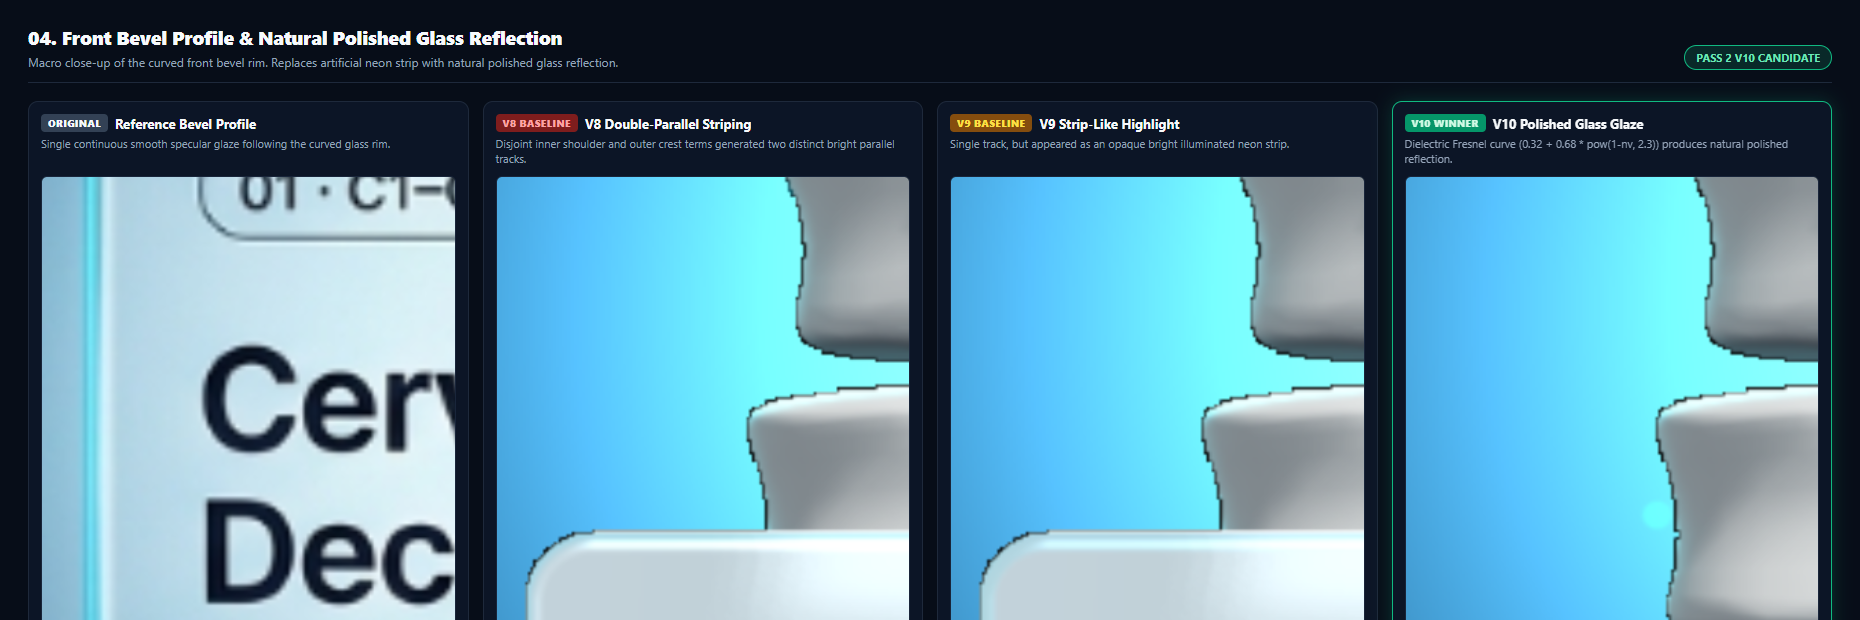 04. Front Bevel Profile & Natural Polished Glass Reflection
Macro close-up of the curved front bevel rim. Replaces artificial neon strip with natural polished glass reflection.
PASS 2 V10 CANDIDATE
ORIGINAL Reference Bevel Profile
Single continuous smooth specular glaze following the curved glass rim.
V8 BASELINE V8 Double-Parallel Striping
Disjoint inner shoulder and outer crest terms generated two distinct bright parallel
tracks.
V9 BASELINE V9 Strip-Like Highlight
Single track, but appeared as an opaque bright illuminated neon strip.
V10 WINNER V10 Polished Glass Glaze
Dielectric Fresnel curve (0.32 + 0.68 * pow(1-nv, 2.3)) produces natural polished
reflection.
01 · C1–
Cerv
Dec